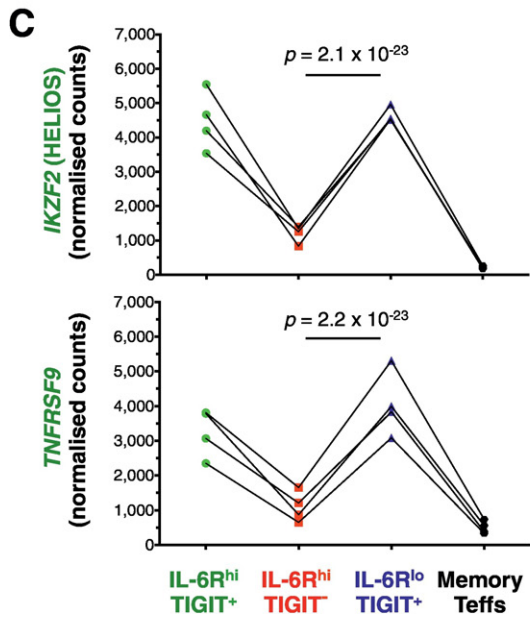 C
IKZF2 (HELIOS)
(normalised counts)
7,000
6,000
5,000
4,000
3,000
2,000
1,000
0
p = 2.1 x 10⁻²³
TNFRSF9
(normalised counts)
7,000
6,000
5,000
4,000
3,000
2,000
1,000
0
p = 2.2 x 10⁻²³
IL-6Rʰⁱ
TIGIT⁺
IL-6Rʰⁱ
TIGIT⁻
IL-6Rˡᵒ
TIGIT⁺
Memory
Teffs